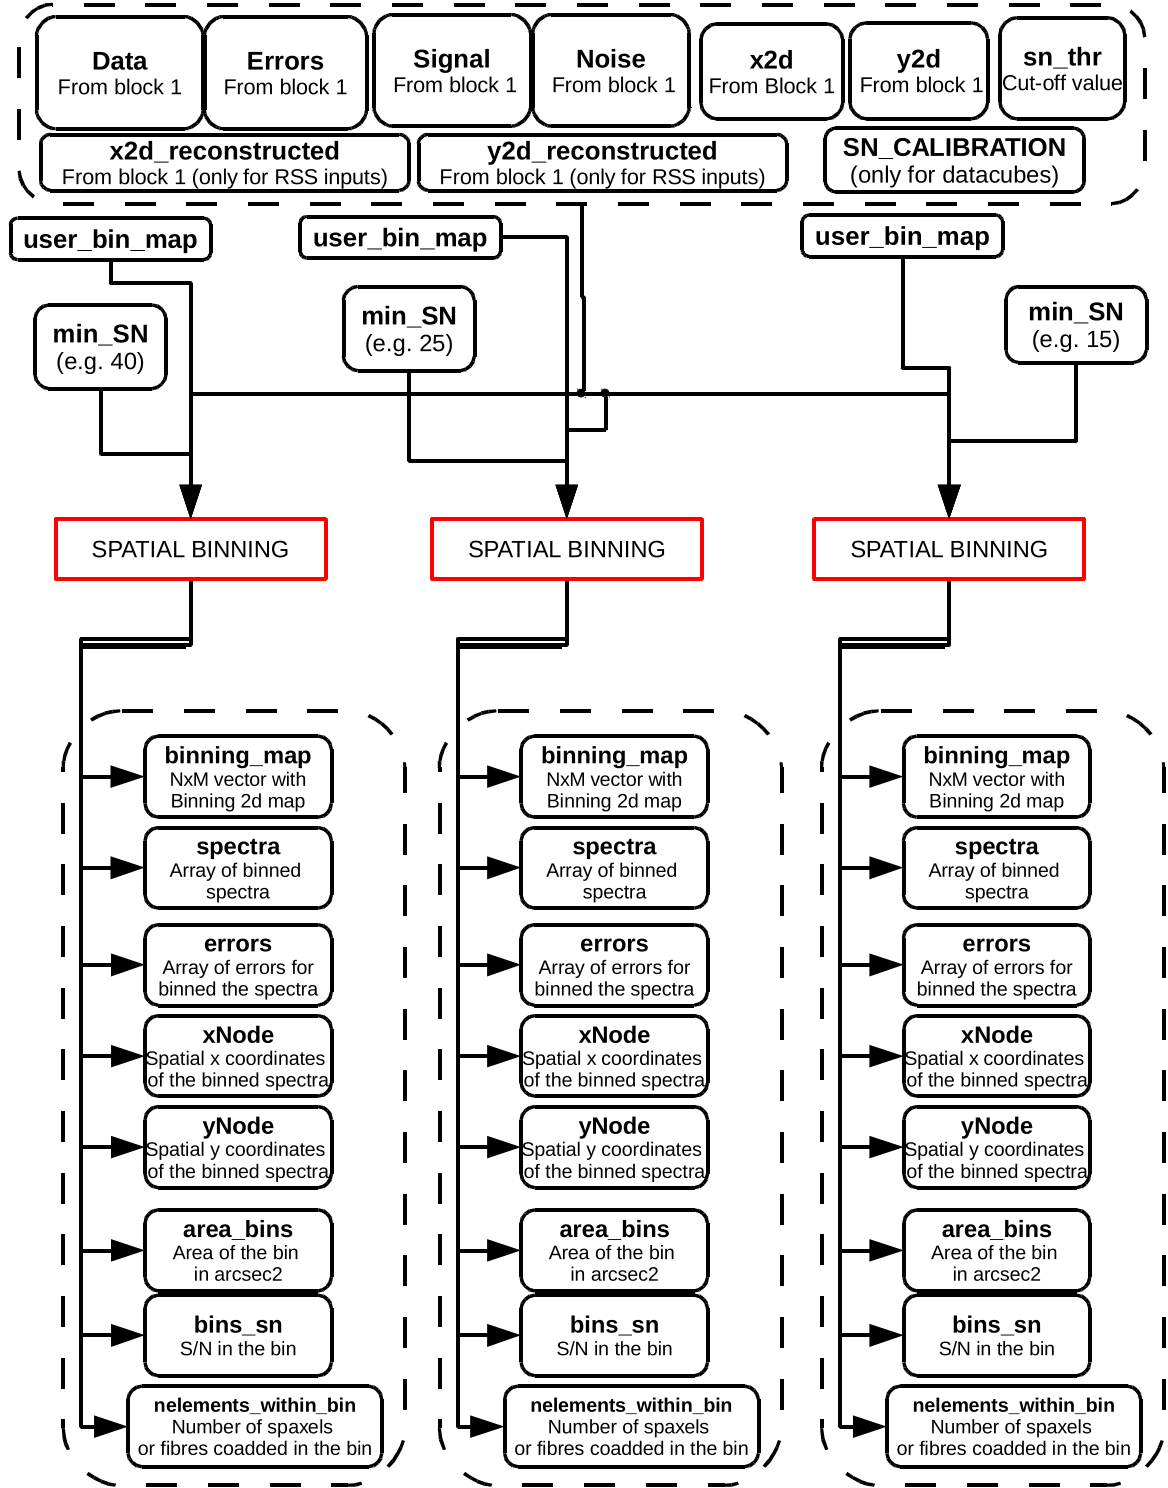 Data
From block 1
Errors
From block 1
Signal
From block 1
Noise
From block 1
x2d
From Block 1
y2d
From block 1
sn_thr
Cut-off value
x2d_reconstructed
From block 1 (only for RSS inputs)
y2d_reconstructed
From block 1 (only for RSS inputs)
SN_CALIBRATION
(only for datacubes)
user_bin_map
user_bin_map
user_bin_map
min_SN
(e.g. 40)
min_SN
(e.g. 25)
min_SN
(e.g. 15)
SPATIAL BINNING
SPATIAL BINNING
SPATIAL BINNING
binning_map
NxM vector with
Binning 2d map
spectra
Array of binned
spectra
errors
Array of errors for
binned the spectra
xNode
Spatial x coordinates
of the binned spectra
yNode
Spatial y coordinates
of the binned spectra
area_bins
Area of the bin
in arcsec2
bins_sn
S/N in the bin
nelements_within_bin
Number of spaxels
or fibres coadded in the bin
binning_map
NxM vector with
Binning 2d map
spectra
Array of binned
spectra
errors
Array of errors for
binned the spectra
xNode
Spatial x coordinates
of the binned spectra
yNode
Spatial y coordinates
of the binned spectra
area_bins
Area of the bin
in arcsec2
bins_sn
S/N in the bin
nelements_within_bin
Number of spaxels
or fibres coadded in the bin
binning_map
NxM vector with
Binning 2d map
spectra
Array of binned
spectra
errors
Array of errors for
binned the spectra
xNode
Spatial x coordinates
of the binned spectra
yNode
Spatial y coordinates
of the binned spectra
area_bins
Area of the bin
in arcsec2
bins_sn
S/N in the bin
nelements_within_bin
Number of spaxels
or fibres coadded in the bin